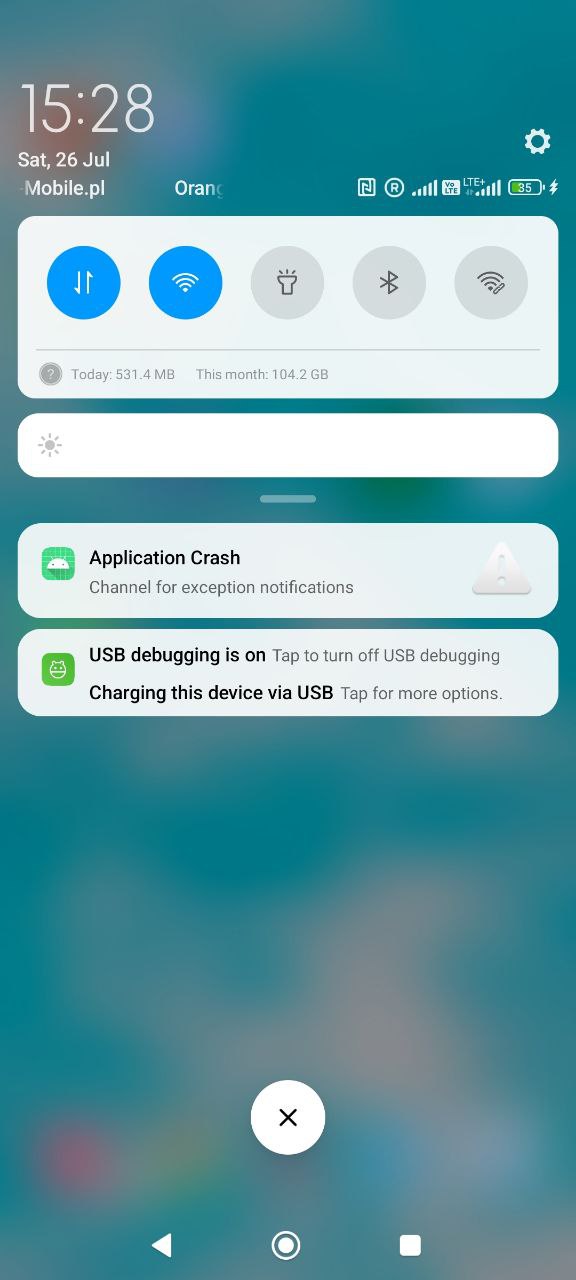 15:28
Sat, 26 Jul
-Mobile.pl Orang
R Vo LTE LTE+ 35
? Today: 531.4 MB This month: 104.2 GB
Application Crash
Channel for exception notifications
USB debugging is on Tap to turn off USB debugging
Charging this device via USB Tap for more options.